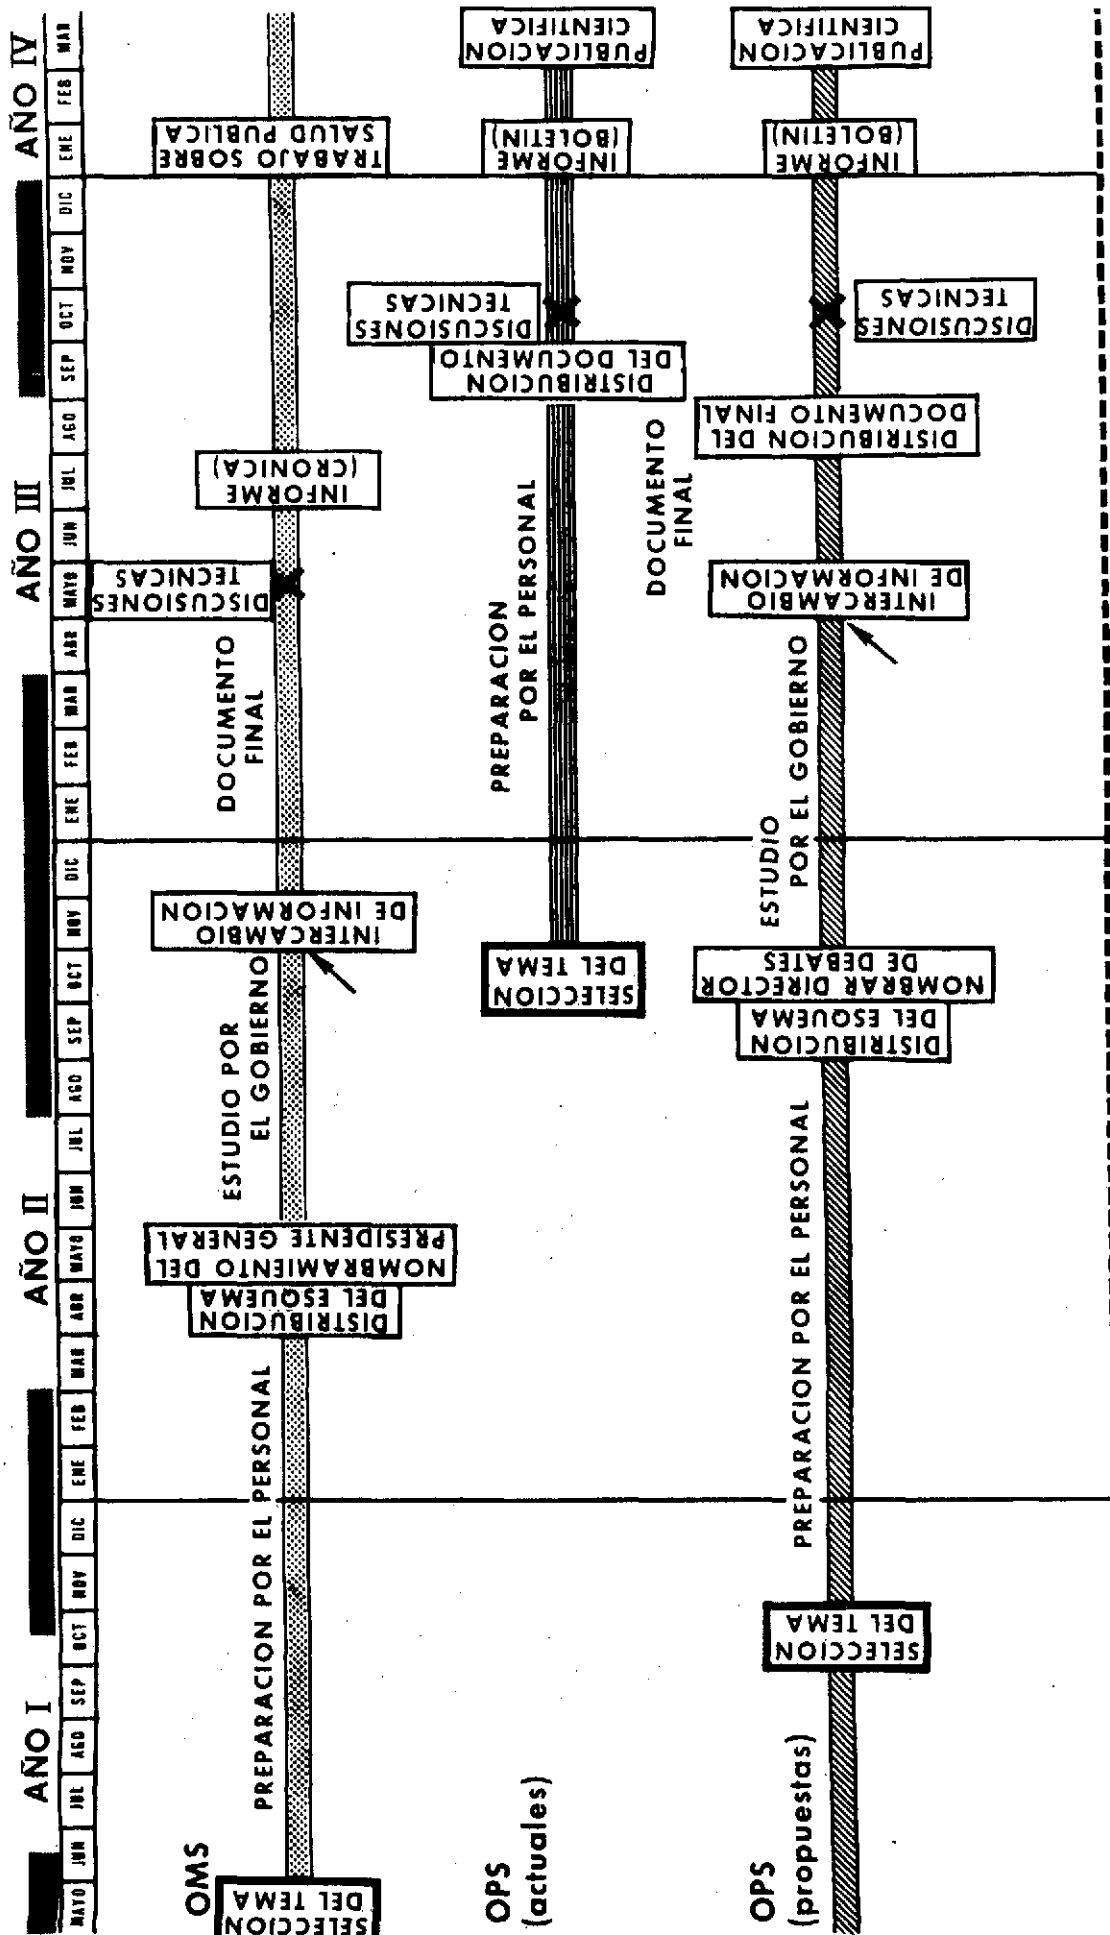 AÑO I
AÑO II
AÑO III
AÑO IV
MAYO
JUN
JUL
AGO
SEP
OCT
NOV
DIC
ENE
FEB
MAR
ABR
MAYO
JUN
JUL
AGO
SEP
OCT
NOV
DIC
ENE
FEB
MAR
ABR
MAYO
JUN
JUL
AGO
SEP
OCT
NOV
DIC
ENE
FEB
MAR
OMS
SELECCION
DEL TEMA
PREPARACION POR EL PERSONAL
DISTRIBUCION
DEL ESQUEMA
NOMBRAMIENTO DEL
PRESIDENTE GENERAL
ESTUDIO POR
EL GOBIERNO
INTERCAMBIO
DE INFORMACION
DOCUMENTO
FINAL
DISCUSIONES
TECNICAS
INFORME
(CRONICA)
TRABAJO SOBRE
SALUD PUBLICA
OPS
(actuales)
SELECCION
DEL TEMA
PREPARACION
POR EL PERSONAL
DISTRIBUCION
DEL DOCUMENTO
DISCUSIONES
TECNICAS
INFORME
(BOLETIN)
PUBLICACION
CIENTIFICA
OPS
(propuestas)
SELECCION
DEL TEMA
PREPARACION POR EL PERSONAL
DISTRIBUCION
DEL ESQUEMA
NOMBRAR DIRECTOR
DE DEBATES
ESTUDIO
POR EL GOBIERNO
INTERCAMBIO
DE INFORMACION
DOCUMENTO
FINAL
DISTRIBUCION DEL
DOCUMENTO FINAL
DISCUSIONES
TECNICAS
INFORME
(BOLETIN)
PUBLICACION
CIENTIFICA